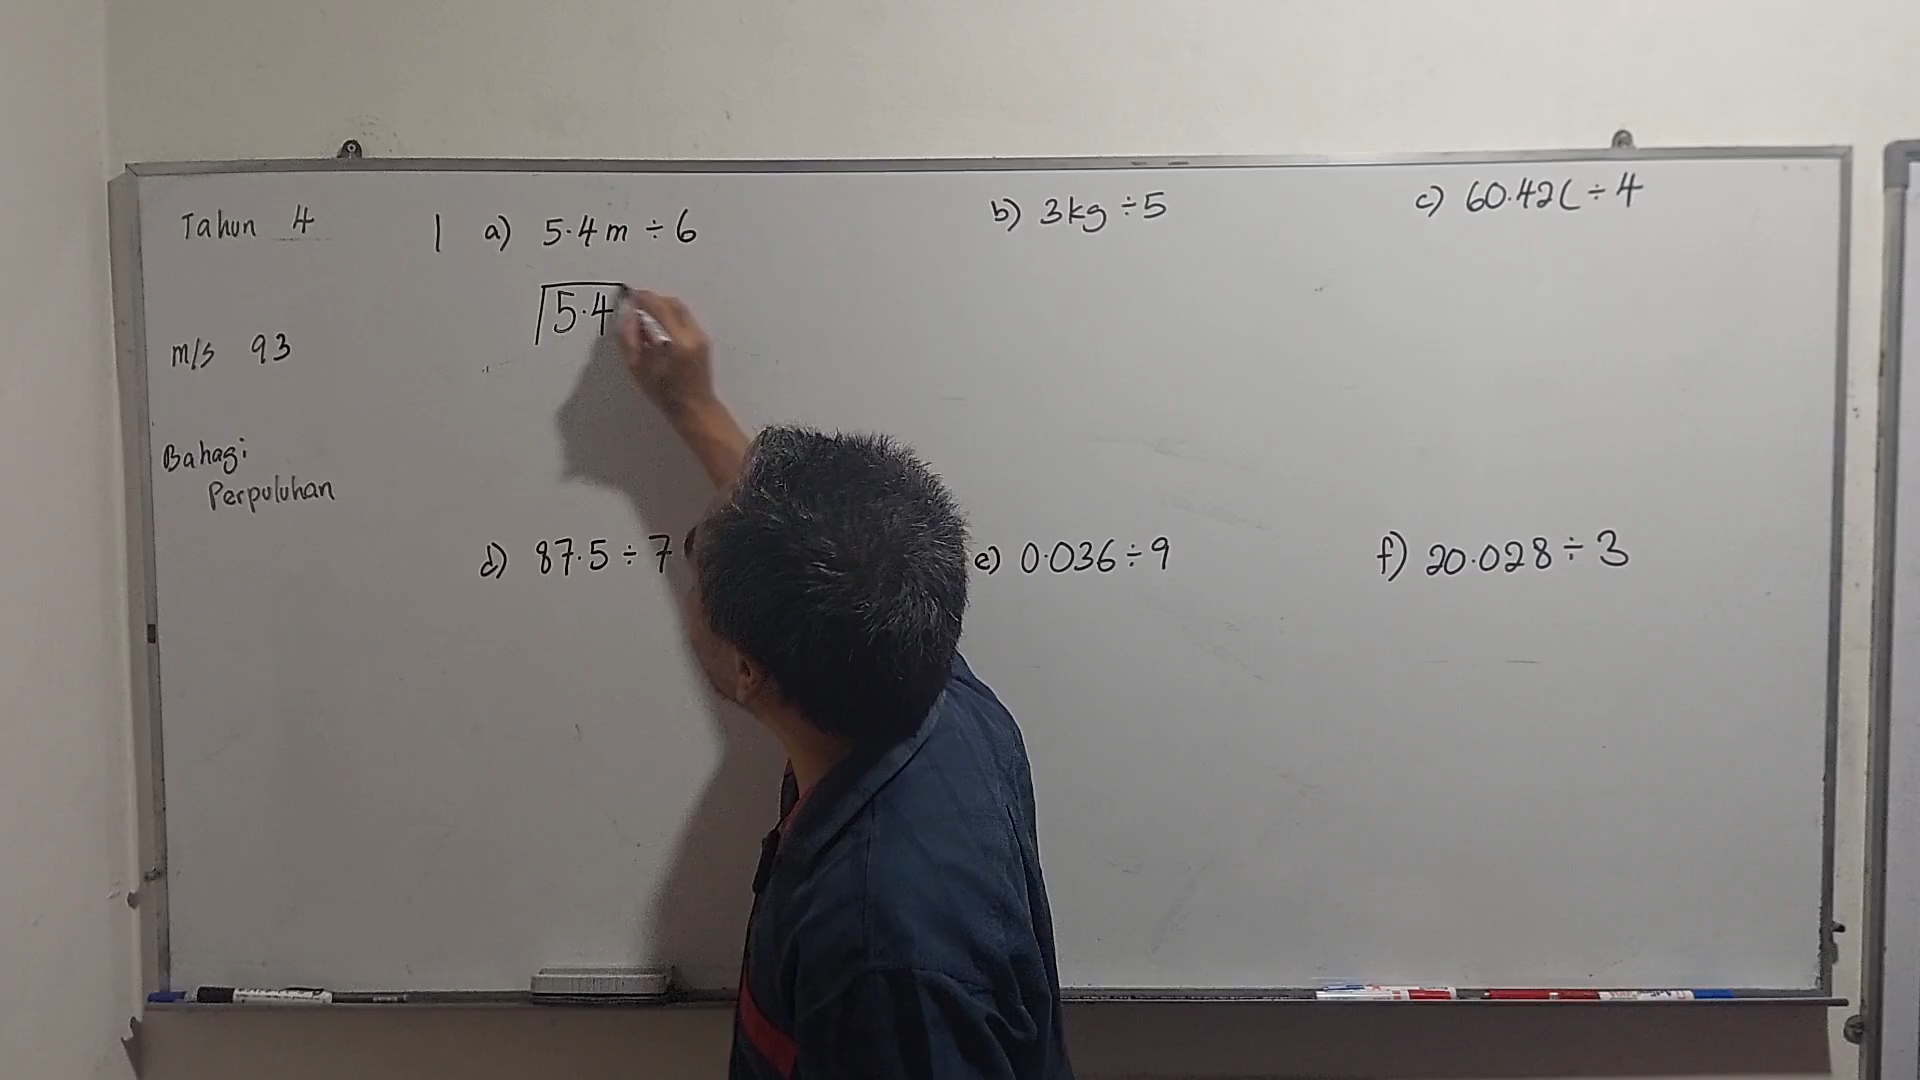 Tahun 4
m/s 93
Bahagi
Perpuluhan
1 a) 5.4 m ÷ 6
5.4
b) 3kg ÷ 5
c) 60.42ℓ ÷ 4
d) 87.5 ÷ 7
e) 0.036 ÷ 9
f) 20.028 ÷ 3